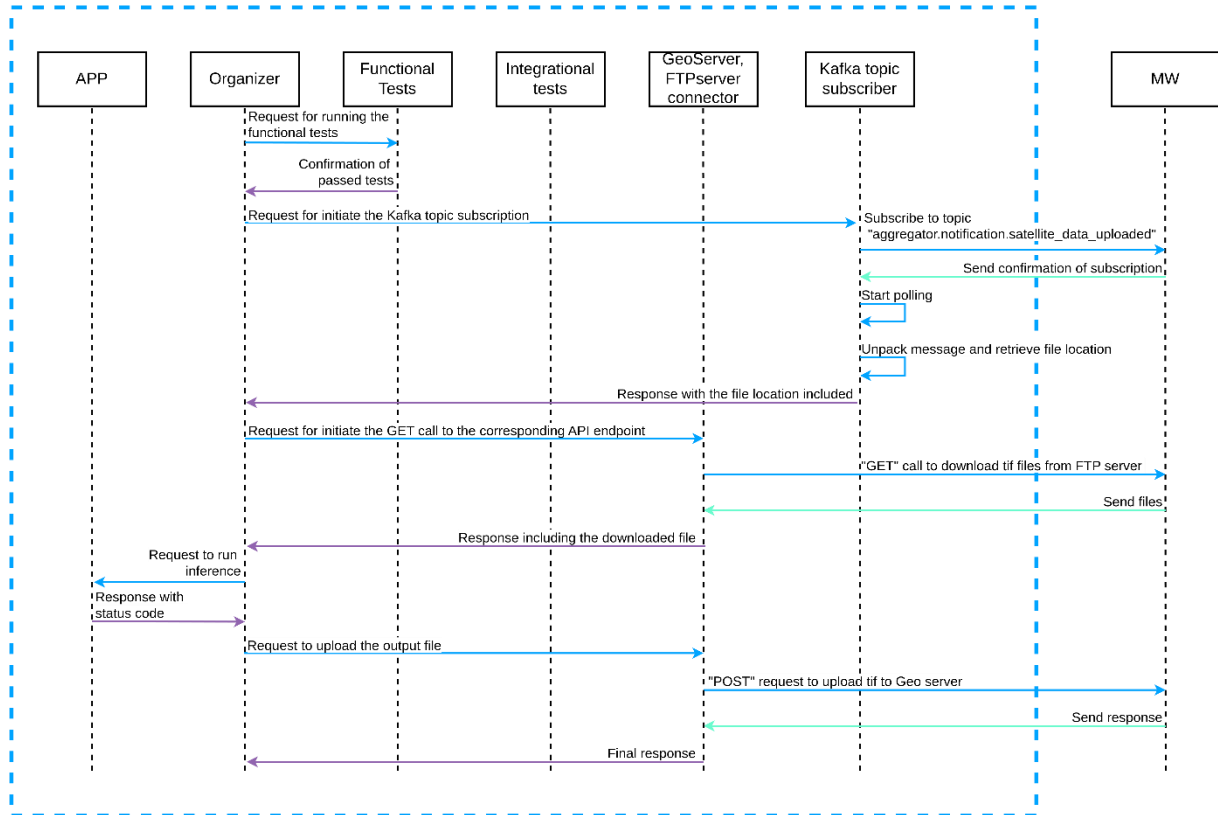 APP
Organizer
Functional
Tests
Integrational
tests
GeoServer,
FTPserver
connector
Kafka topic
subscriber
MW
Request for running the
functional tests
Confirmation of
passed tests
Request for initiate the Kafka topic subscription
Subscribe to topic
"aggregator.notification.satellite_data_uploaded"
Send confirmation of subscription
Start polling
Unpack message and retrieve file location
Response with the file location included
Request for initiate the GET call to the corresponding API endpoint
"GET" call to download tif files from FTP server
Send files
Response including the downloaded file
Request to run
inference
Response with
status code
Request to upload the output file
"POST" request to upload tif to Geo server
Send response
Final response